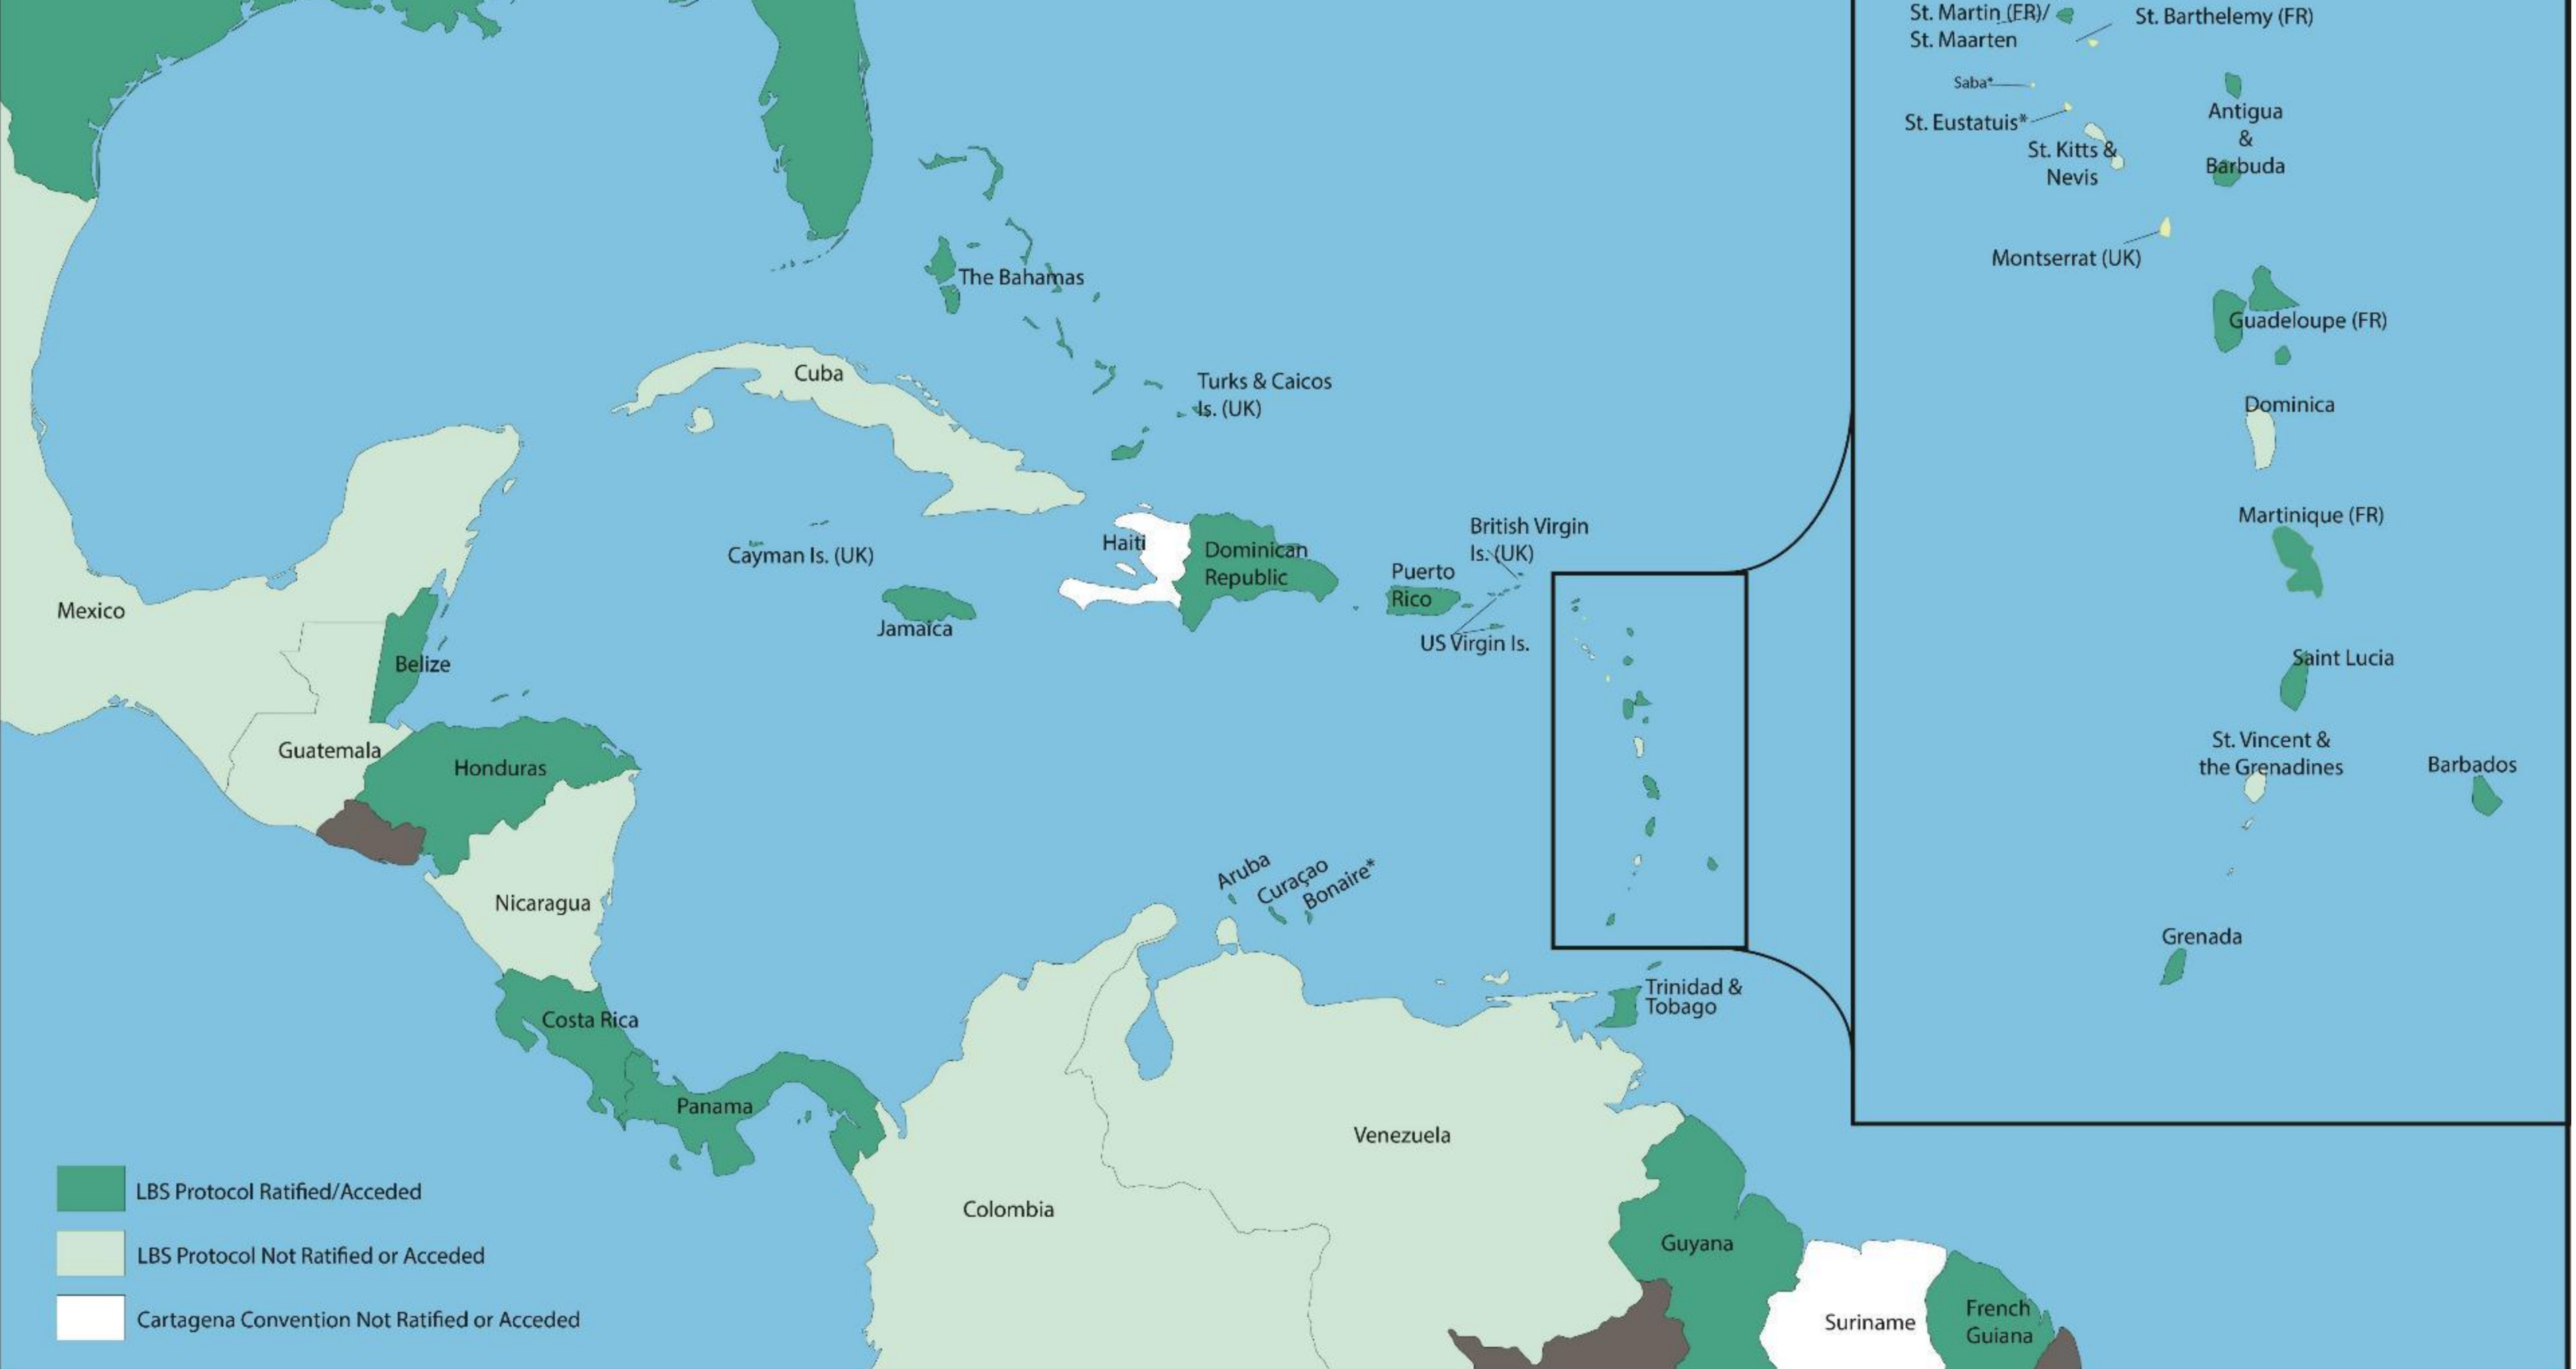 St. Martin (FR)/
St. Maarten
St. Barthelemy (FR)
Saba*
St. Eustatuis*
St. Kitts &
Nevis
Antigua
&
Barbuda
Montserrat (UK)
Guadeloupe (FR)
Dominica
Martinique (FR)
Saint Lucia
St. Vincent &
the Grenadines
Barbados
Grenada
The Bahamas
Cuba
Turks & Caicos
Is. (UK)
Cayman Is. (UK)
Jamaica
Haiti
Dominican
Republic
Puerto
Rico
British Virgin
Is. (UK)
US Virgin Is.
Mexico
Belize
Guatemala
Honduras
Nicaragua
Costa Rica
Panama
Aruba
Curaçao
Bonaire*
Trinidad &
Tobago
Venezuela
Colombia
Guyana
Suriname
French
Guiana
LBS Protocol Ratified/Acceded
LBS Protocol Not Ratified or Acceded
Cartagena Convention Not Ratified or Acceded